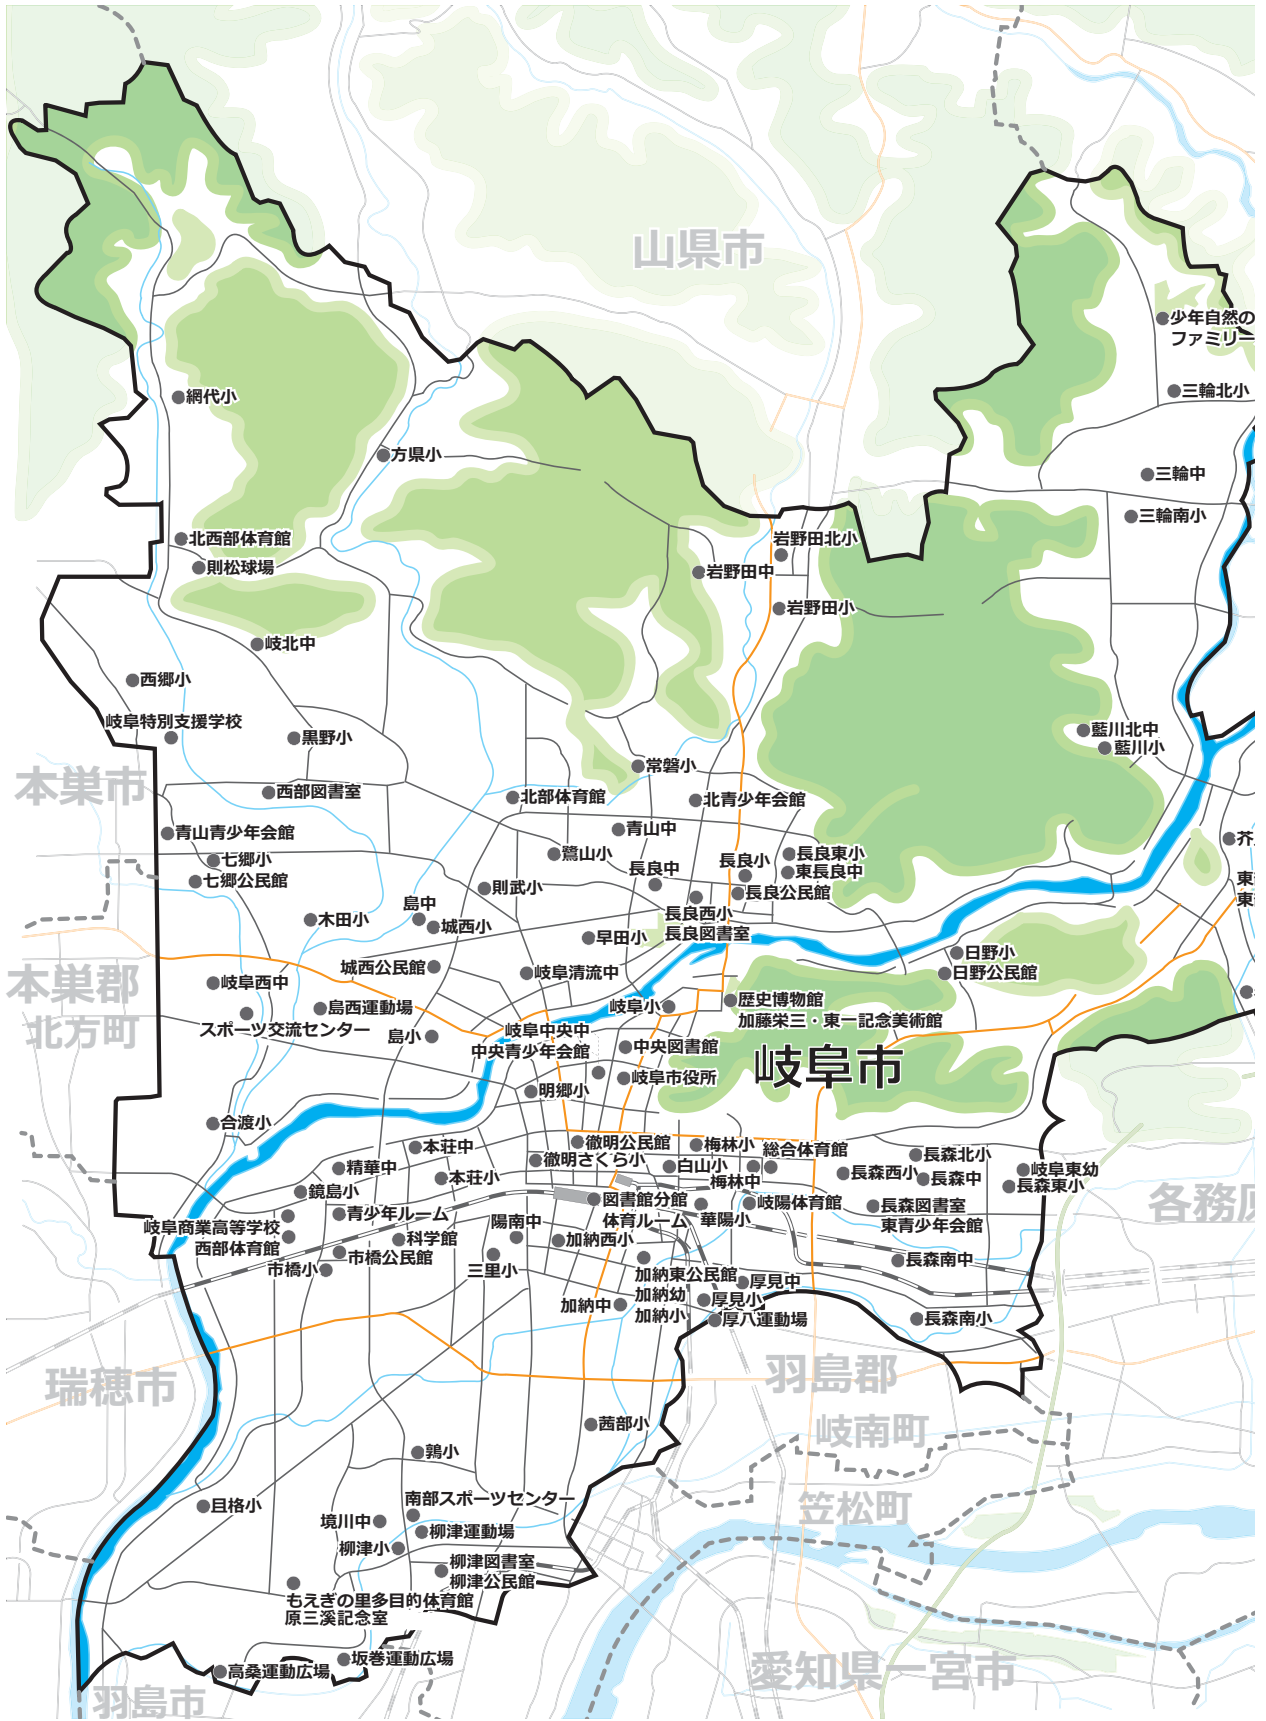 山県市
少年自然の
ファミリー
三輪北小
網代小
方県小
三輪中
三輪南小
北西部体育館
岩野田北小
則松球場
岩野田中
岩野田小
岐北中
西郷小
岐阜特別支援学校
黒野小
藍川北中
藍川小
常磐小
本巣市
西部図書室
北部体育館
北青少年会館
青山青少年会館
青山中
芥
七郷小
鷺山小
長良小
長良東小
七郷公民館
則武小
長良中
東長良中
長良公民館
東
東
島中
木田小
城西小
長良西小
長良図書室
早田小
日野小
城西公民館
岐阜清流中
日野公民館
本巣郡
北方町
岐阜西中
島西運動場
岐阜小
歴史博物館
加藤栄三・東一記念美術館
スポーツ交流センター
島小
岐阜中央中
中央青少年会館
中央図書館
岐阜市
岐阜市役所
明郷小
合渡小
本荘中
徹明公民館
梅林小
総合体育館
長森北小
精華中
徹明さくら小
白山小
梅林中
長森西小
長森中
岐阜東幼
長森東小
本荘小
鏡島小
図書館分館
体育ルーム
華陽小
岐陽体育館
長森図書室
東青少年会館
各務原
青少年ルーム
岐阜商業高等学校
西部体育館
科学館
陽南中
加納西小
市橋公民館
市橋小
三里小
長森南中
加納東公民館
加納幼
加納小
厚見中
加納中
厚見小
厚八運動場
長森南小
瑞穂市
羽島郡
岐南町
茜部小
鶉小
笠松町
且格小
南部スポーツセンター
境川中
柳津運動場
柳津小
柳津図書室
柳津公民館
もえぎの里多目的体育館
原三溪記念室
坂巻運動広場
高桑運動広場
愛知県一宮市
羽島市